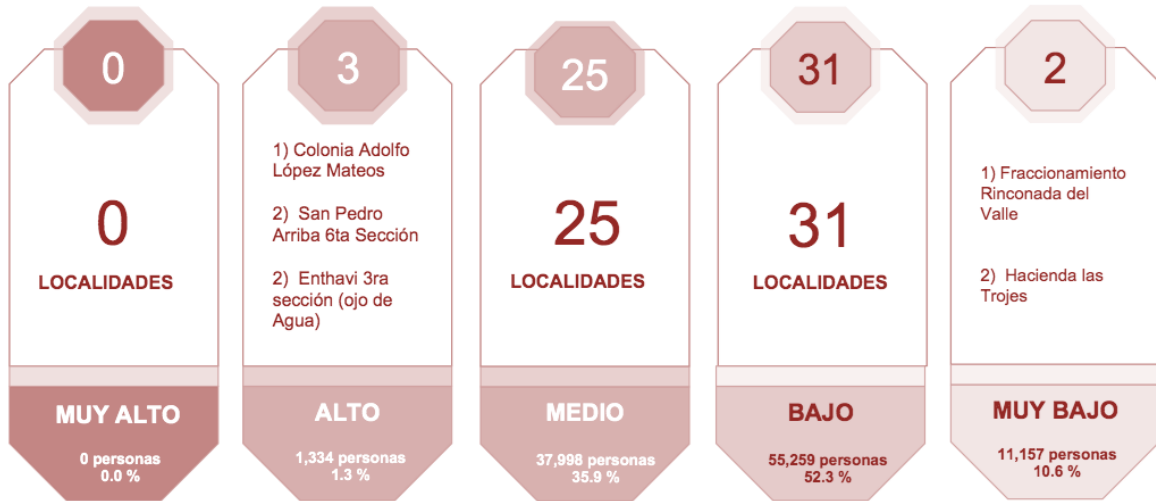 0
0
LOCALIDADES
MUY ALTO
0 personas
0.0 %
3
1) Colonia Adolfo
López Mateos
2) San Pedro
Arriba 6ta Sección
2) Enthavi 3ra
sección (ojo de
Agua)
ALTO
1,334 personas
1.3 %
25
25
LOCALIDADES
MEDIO
37,998 personas
35.9 %
31
31
LOCALIDADES
BAJO
55,259 personas
52.3 %
2
1) Fraccionamiento
Rinconada del
Valle
2) Hacienda las
Trojes
MUY BAJO
11,157 personas
10.6 %